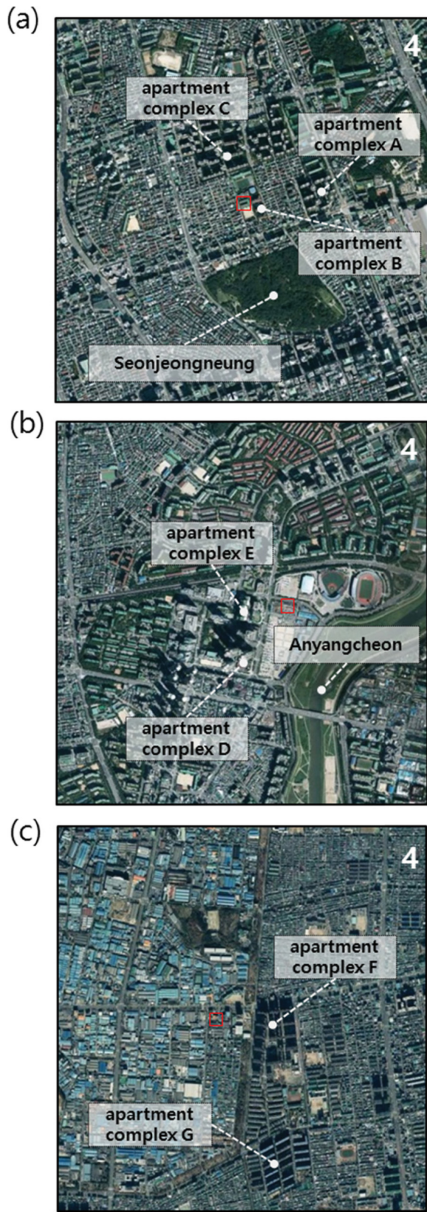 (a)
4
apartment
complex C
apartment
complex A
apartment
complex B
Seonjeongneung
(b)
4
apartment
complex E
Anyangcheon
apartment
complex D
(c)
4
apartment
complex F
apartment
complex G